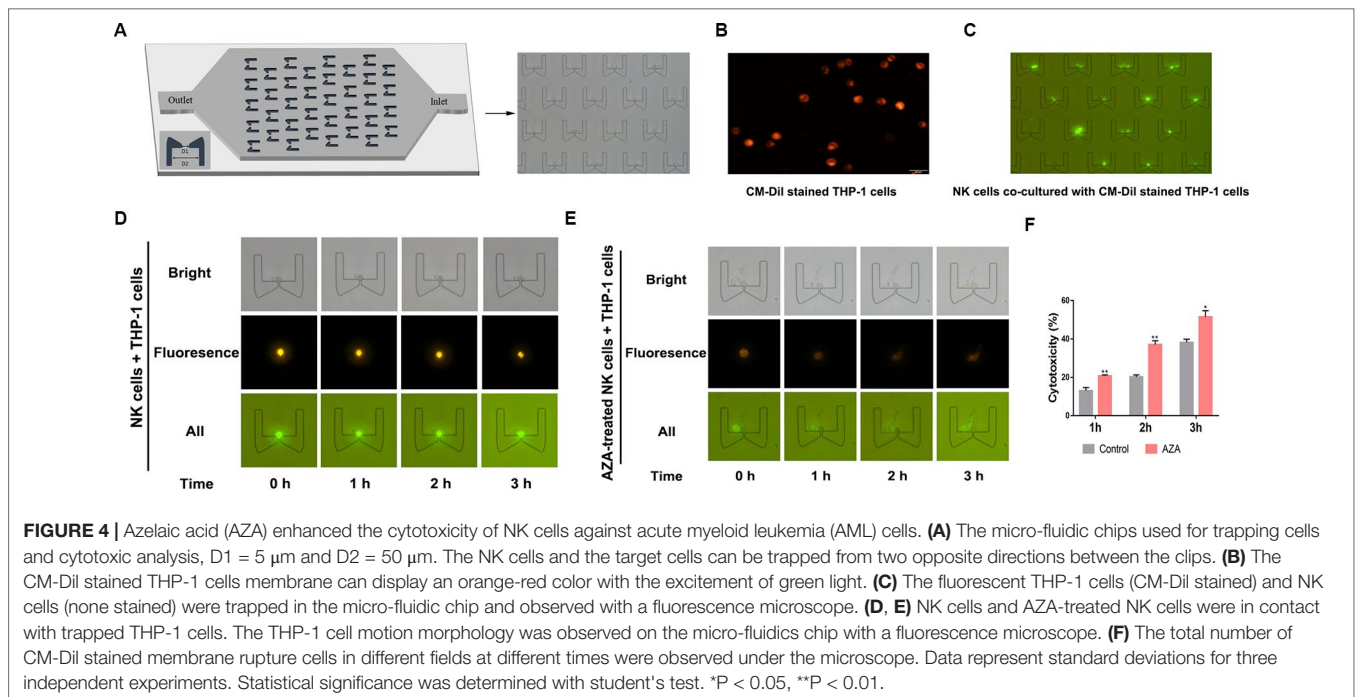 A
B
C
Outlet
Inlet
D1
D2
CM-Dil stained THP-1 cells
NK cells co-cultured with CM-Dil stained THP-1 cells
D
NK cells + THP-1 cells
Bright
Fluoresence
All
Time
0 h
1 h
2 h
3 h
E
AZA-treated NK cells + THP-1 cells
Bright
Fluoresence
All
Time
0 h
1 h
2 h
3 h
F
Cytotoxicity (%)
60
40
20
0
**
**
*
1h
2h
3h
Control
AZA
FIGURE 4 | Azelaic acid (AZA) enhanced the cytotoxicity of NK cells against acute myeloid leukemia (AML) cells. (A) The micro-fluidic chips used for trapping cells
and cytotoxic analysis, D1 = 5 μm and D2 = 50 μm. The NK cells and the target cells can be trapped from two opposite directions between the clips. (B) The
CM-Dil stained THP-1 cells membrane can display an orange-red color with the excitement of green light. (C) The fluorescent THP-1 cells (CM-Dil stained) and NK
cells (none stained) were trapped in the micro-fluidic chip and observed with a fluorescence microscope. (D, E) NK cells and AZA-treated NK cells were in contact
with trapped THP-1 cells. The THP-1 cell motion morphology was observed on the micro-fluidics chip with a fluorescence microscope. (F) The total number of
CM-Dil stained membrane rupture cells in different fields at different times were observed under the microscope. Data represent standard deviations for three
independent experiments. Statistical significance was determined with student's test. *P < 0.05, **P < 0.01.